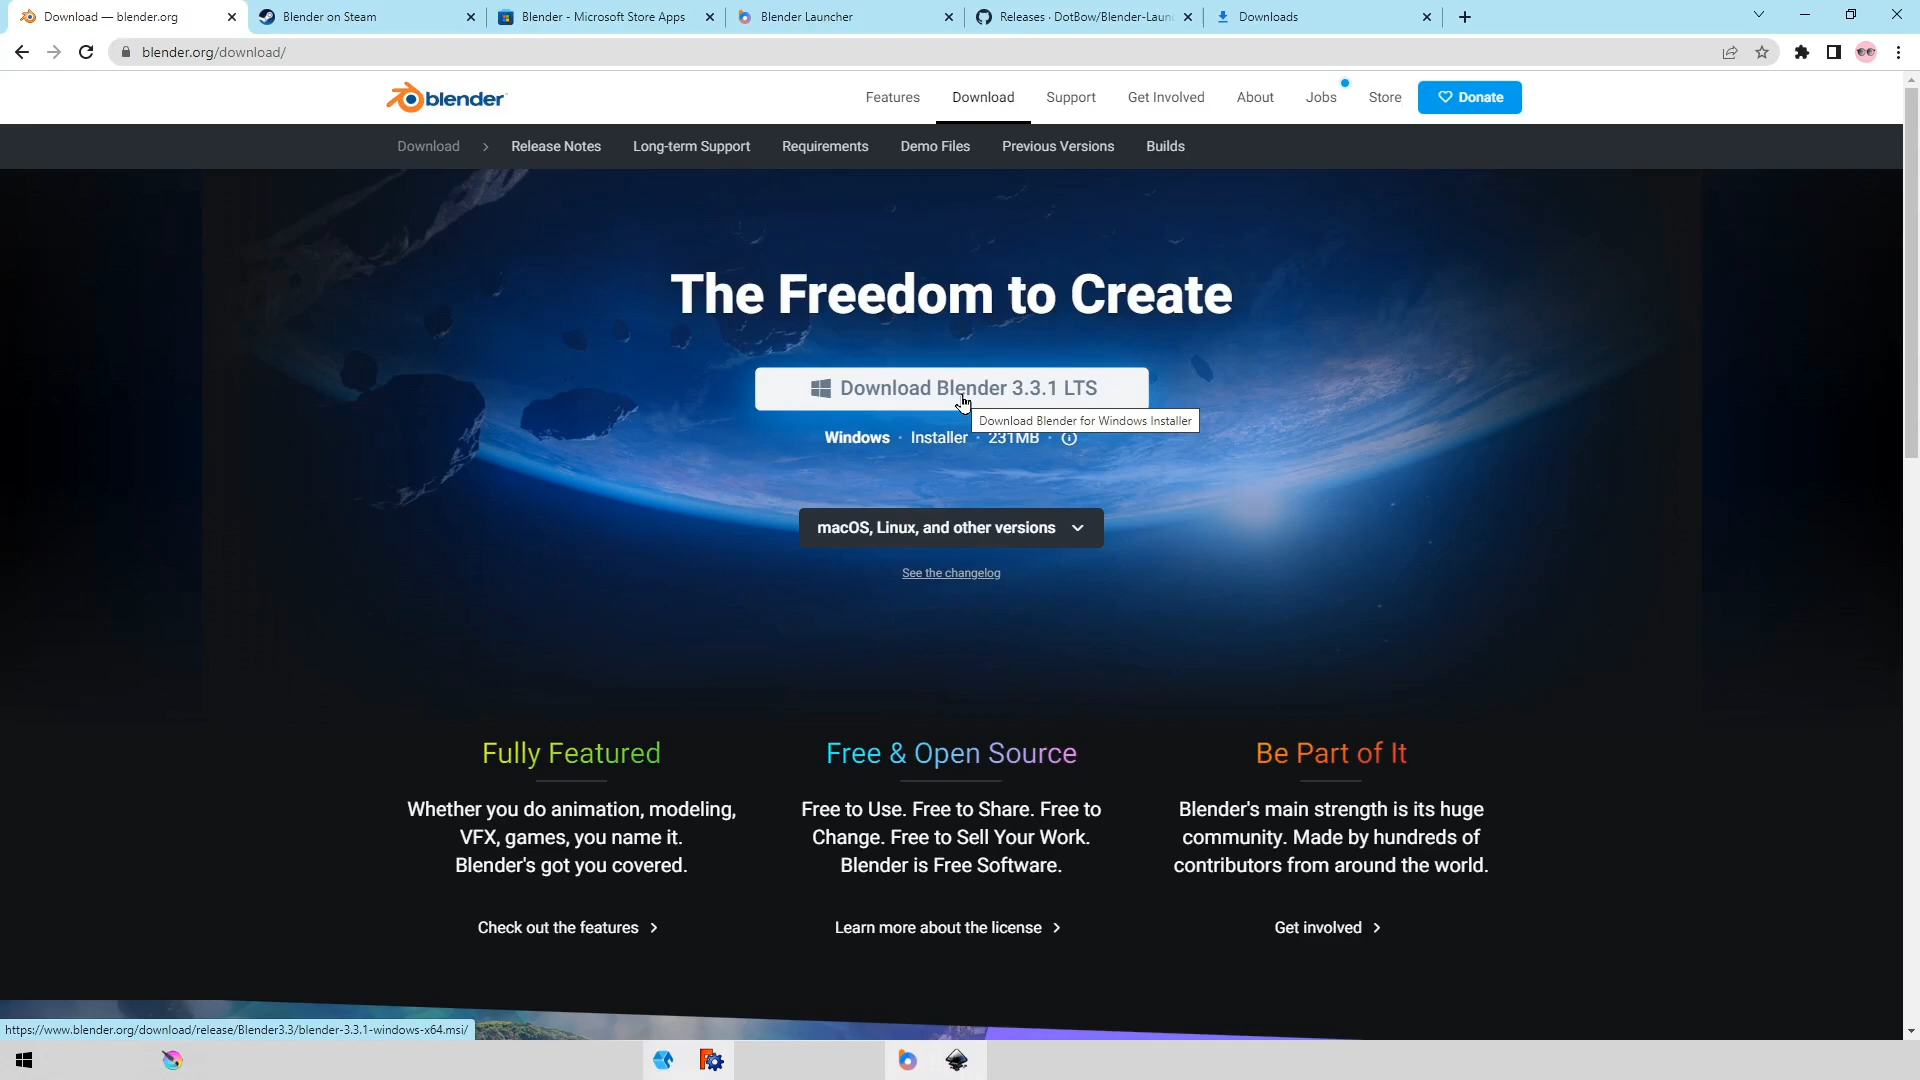 Download — blender.org
Blender on Steam
Blender - Microsoft Store Apps
Blender Launcher
Releases · DotBow/Blender-Laun
Downloads
blender.org/download/
blender
Features
Download
Support
Get Involved
About
Jobs
Store
Donate
Download
Release Notes
Long-term Support
Requirements
Demo Files
Previous Versions
Builds
The Freedom to Create
Download Blender 3.3.1 LTS
Download Blender for Windows Installer
Windows · Installer · 231MB ·
macOS, Linux, and other versions
See the changelog
Fully Featured
Whether you do animation, modeling,
VFX, games, you name it.
Blender's got you covered.
Check out the features
Free & Open Source
Free to Use. Free to Share. Free to
Change. Free to Sell Your Work.
Blender is Free Software.
Learn more about the license
Be Part of It
Blender's main strength is its huge
community. Made by hundreds of
contributors from around the world.
Get involved
https://www.blender.org/download/release/Blender3.3/blender-3.3.1-windows-x64.msi/